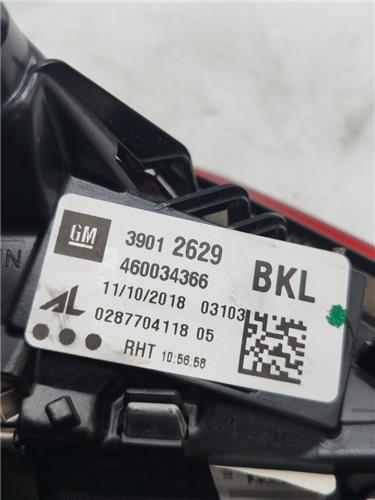 GM 3901 2629
460034366 BKL
11/10/2018 03103
AL 0287704118 05
RHT 10:56:58